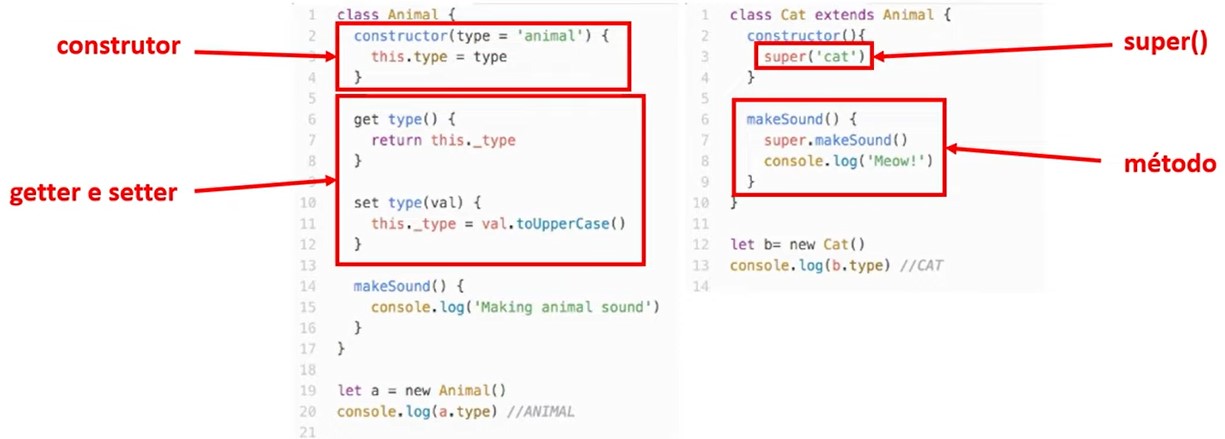 construtor
getter e setter
1 class Animal {
2 constructor(type = 'animal') {
3 this.type = type
4 }
5
6 get type() {
7 return this._type
8 }
9
10 set type(val) {
11 this._type = val.toUpperCase()
12 }
13
14 makeSound() {
15 console.log('Making animal sound')
16 }
17 }
18
19 let a = new Animal()
20 console.log(a.type) //ANIMAL
21
1 class Cat extends Animal {
2 constructor(){
3 super('cat')
4 }
5
6 makeSound() {
7 super.makeSound()
8 console.log('Meow!')
9 }
10 }
11
12 let b= new Cat()
13 console.log(b.type) //CAT
14
super()
método